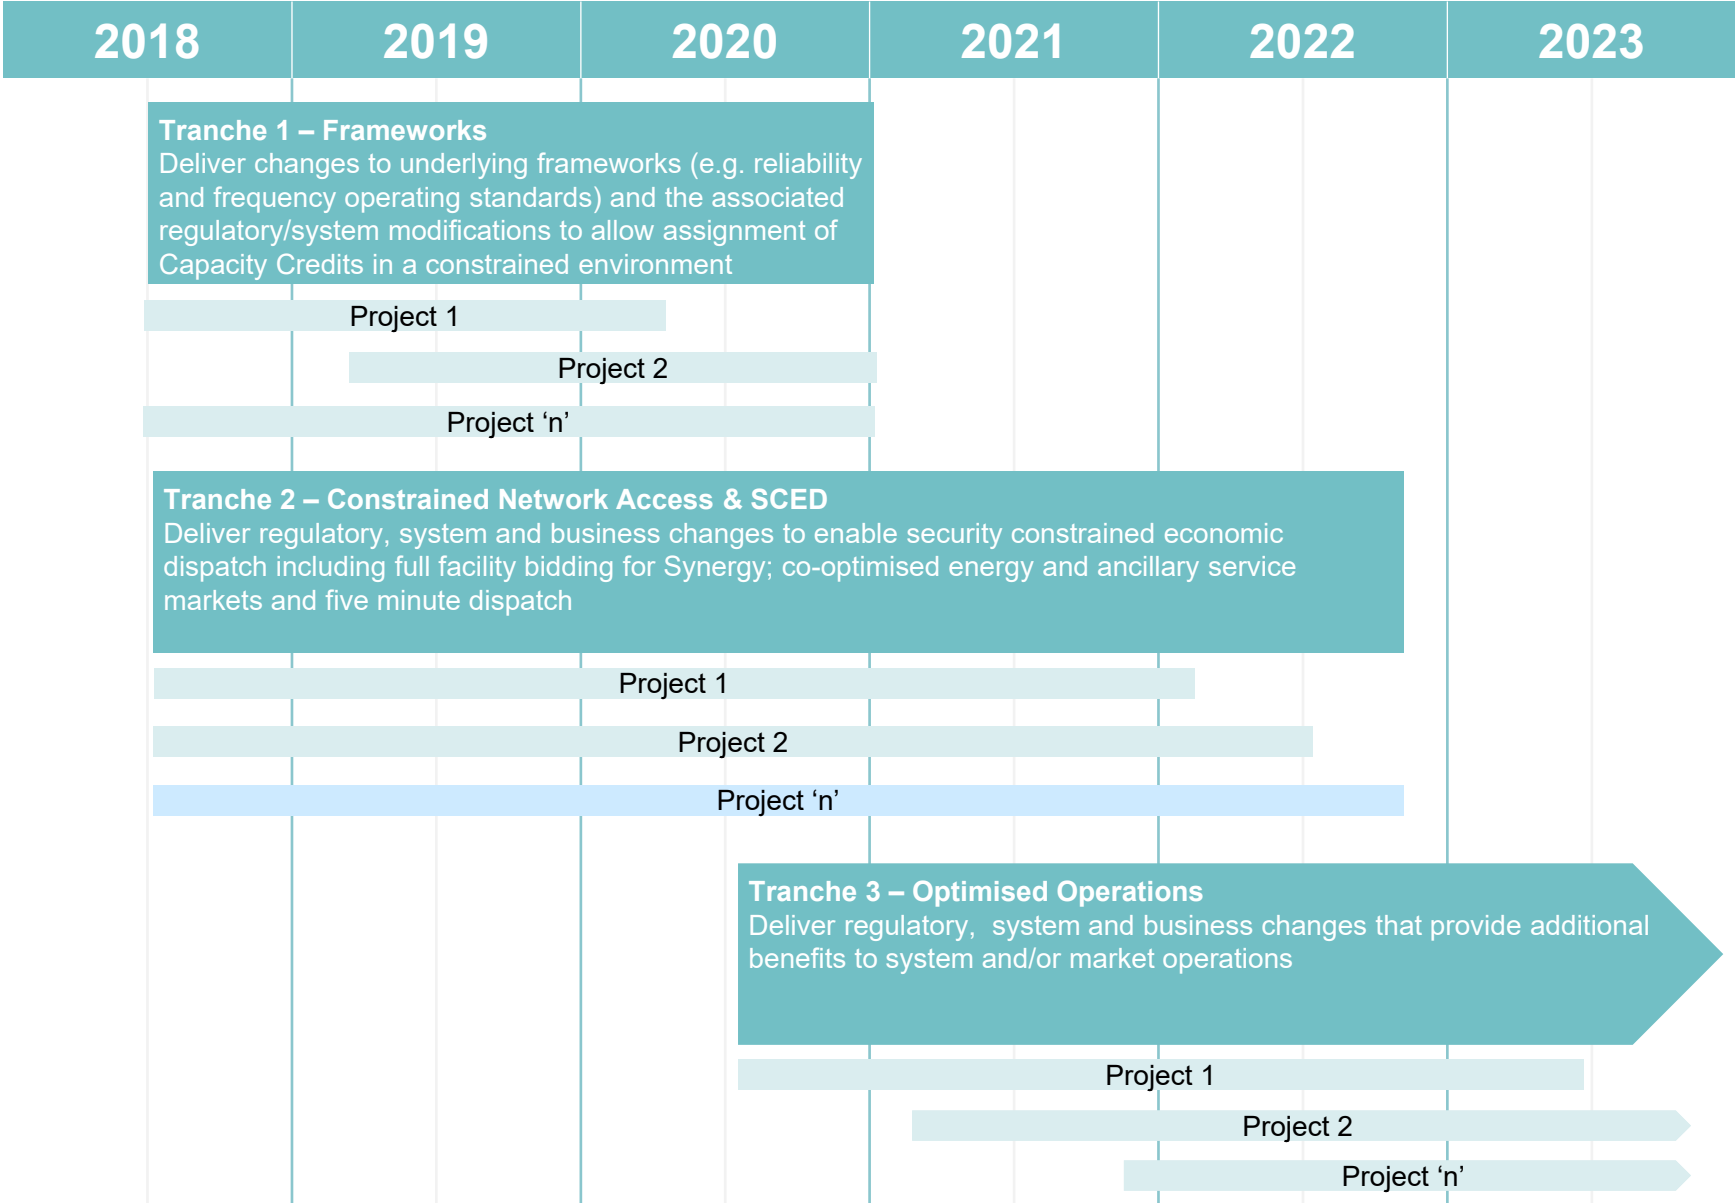 2018 2019 2020 2021 2022 2023
Tranche 1 – Frameworks
Deliver changes to underlying frameworks (e.g. reliability
and frequency operating standards) and the associated
regulatory/system modifications to allow assignment of
Capacity Credits in a constrained environment
Project 1
Project 2
Project ‘n’
Tranche 2 – Constrained Network Access & SCED
Deliver regulatory, system and business changes to enable security constrained economic
dispatch including full facility bidding for Synergy; co-optimised energy and ancillary service
markets and five minute dispatch
Project 1
Project 2
Project ‘n’
Tranche 3 – Optimised Operations
Deliver regulatory,  system and business changes that provide additional
benefits to system and/or market operations
Project 1
Project 2
Project ‘n’